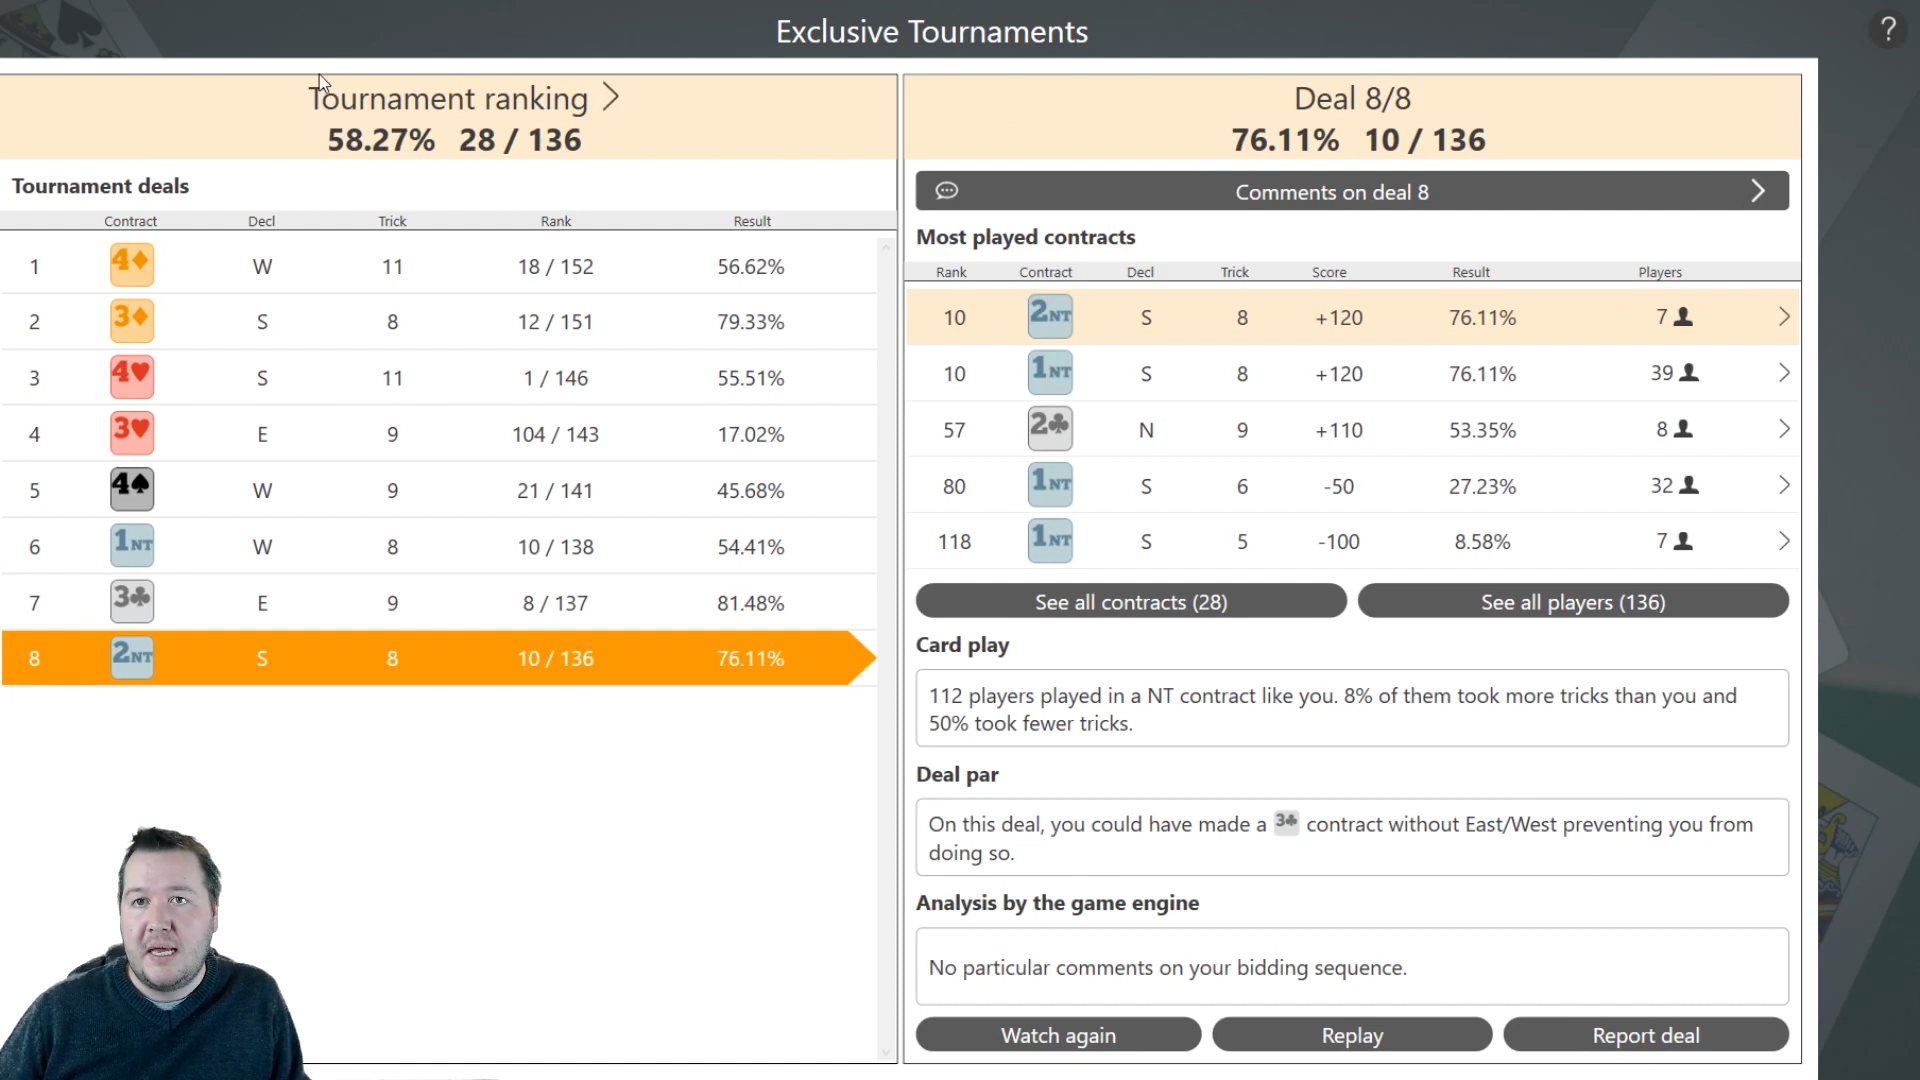 Exclusive Tournaments
?
Tournament ranking >
58.27% 28 / 136
Tournament deals
Contract Decl Trick Rank Result
1 4♦ W 11 18 / 152 56.62%
2 3♦ S 8 12 / 151 79.33%
3 4♥ S 11 1 / 146 55.51%
4 3♥ E 9 104 / 143 17.02%
5 4♠ W 9 21 / 141 45.68%
6 1NT W 8 10 / 138 54.41%
7 3♣ E 9 8 / 137 81.48%
8 2NT S 8 10 / 136 76.11%
Deal 8/8
76.11% 10 / 136
Comments on deal 8
Most played contracts
Rank Contract Decl Trick Score Result Players
10 2NT S 8 +120 76.11% 7
10 1NT S 8 +120 76.11% 39
57 2♣ N 9 +110 53.35% 8
80 1NT S 6 -50 27.23% 32
118 1NT S 5 -100 8.58% 7
See all contracts (28) See all players (136)
Card play
112 players played in a NT contract like you. 8% of them took more tricks than you and
50% took fewer tricks.
Deal par
On this deal, you could have made a 3♣ contract without East/West preventing you from
doing so.
Analysis by the game engine
No particular comments on your bidding sequence.
Watch again Replay Report deal